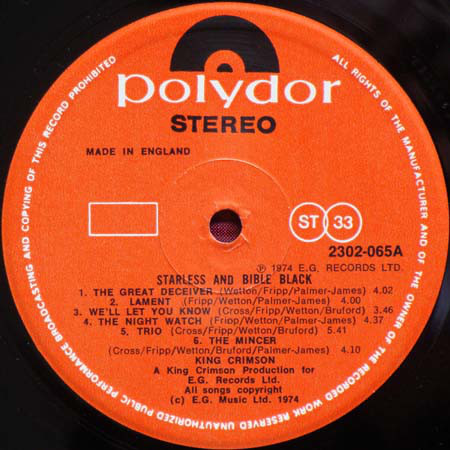 polydor
STEREO
MADE IN ENGLAND
ST 33
2302-065A
℗ 1974 E.G. RECORDS LTD.
STARLESS AND BIBLE BLACK
1. THE GREAT DECEIVER (Wetton/Fripp/Palmer-James) 4.02
2. LAMENT (Fripp/Wetton/Palmer-James) 4.00
3. WE'LL LET YOU KNOW (Cross/Fripp/Wetton/Bruford) 3.46
4. THE NIGHT WATCH (Fripp/Wetton/Palmer-James) 4.37
5. TRIO (Cross/Fripp/Wetton/Bruford) 5.41
6. THE MINCER
(Cross/Fripp/Wetton/Bruford/Palmer-James) 4.10
KING CRIMSON
A King Crimson Production for
E.G. Records Ltd.
All songs copyright
(c) E.G. Music Ltd. 1974
ALL RIGHTS OF THE MANUFACTURER AND OF THE OWNER OF THE RECORDED WORK RESERVED UNAUTHORIZED PUBLIC PERFORMANCE BROADCASTING AND COPYING OF THIS RECORD PROHIBITED